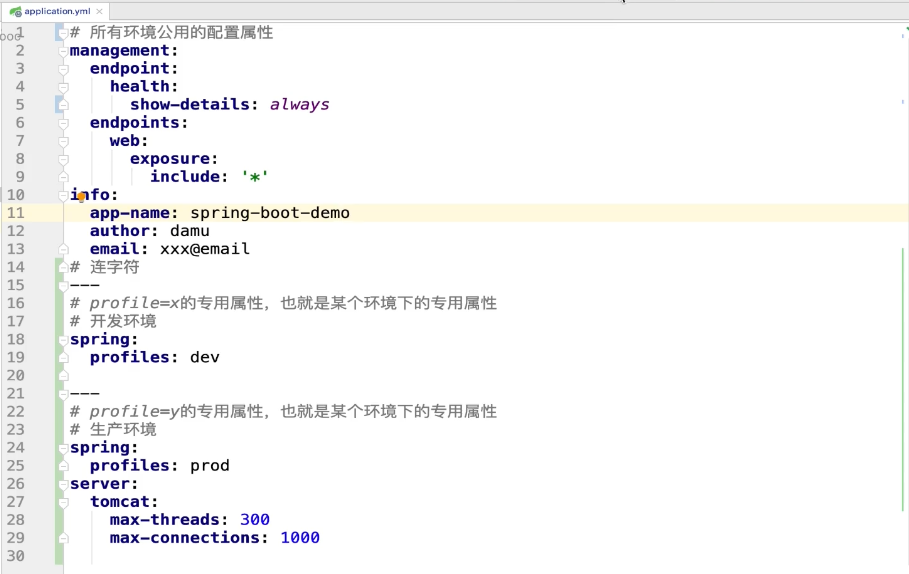 application.yml
1 # 所有环境公用的配置属性
2 management:
3   endpoint:
4     health:
5       show-details: always
6   endpoints:
7     web:
8       exposure:
9         include: '*'
10 info:
11   app-name: spring-boot-demo
12   author: damu
13   email: xxx@email
14 # 连字符
15 ---
16 # profile=x的专用属性，也就是某个环境下的专用属性
17 # 开发环境
18 spring:
19   profiles: dev
20
21 ---
22 # profile=y的专用属性，也就是某个环境下的专用属性
23 # 生产环境
24 spring:
25   profiles: prod
26 server:
27   tomcat:
28     max-threads: 300
29     max-connections: 1000
30